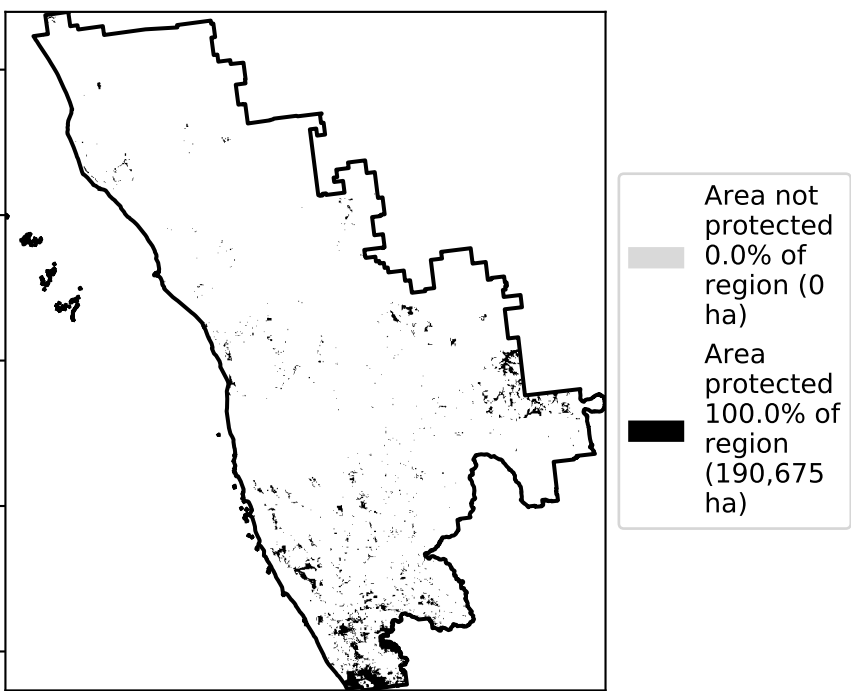 Area not
protected
0.0% of
region (0
ha)
Area
protected
100.0% of
region
(190,675
ha)